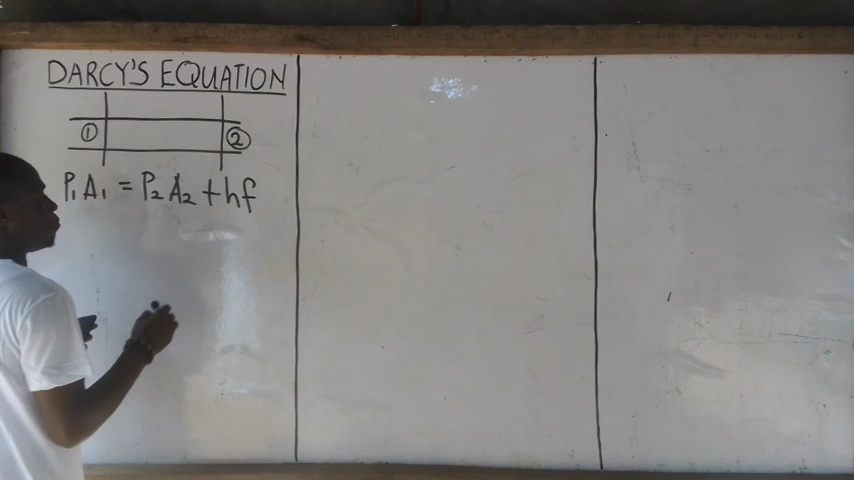 DARCY'S EQUATION
① ②
P₁A₁ = P₂A₂ + hf